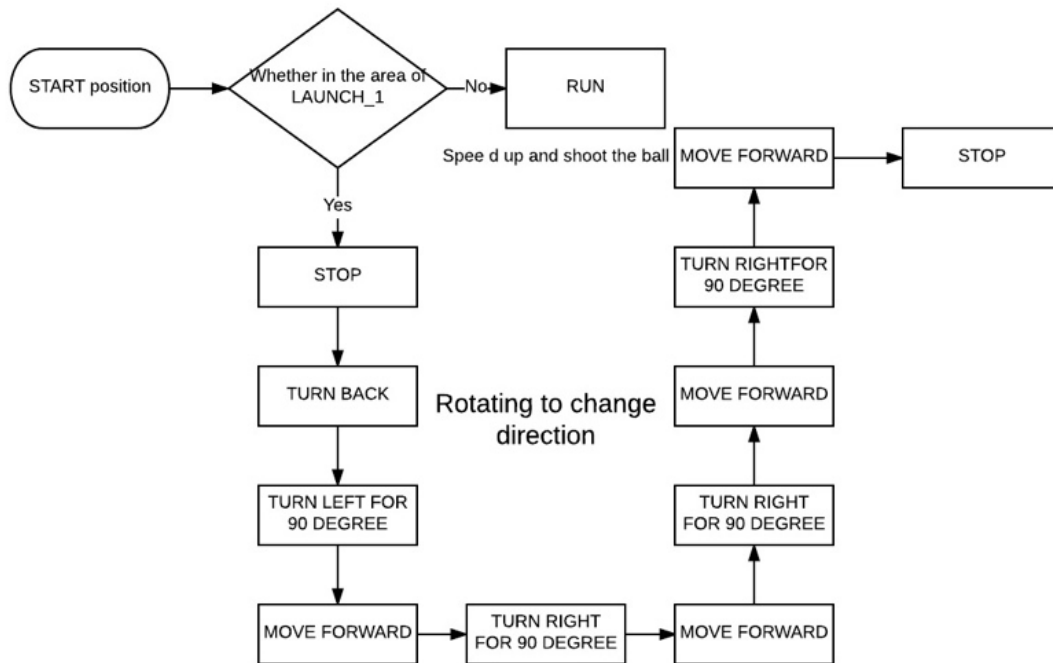 START position
Whether in the area of
LAUNCH_1
No
RUN
Yes
STOP
TURN BACK
TURN LEFT FOR
90 DEGREE
MOVE FORWARD
TURN RIGHT
FOR 90 DEGREE
MOVE FORWARD
TURN RIGHT
FOR 90 DEGREE
MOVE FORWARD
TURN RIGHTFOR
90 DEGREE
Spee d up and shoot the ball
MOVE FORWARD
STOP
Rotating to change
direction